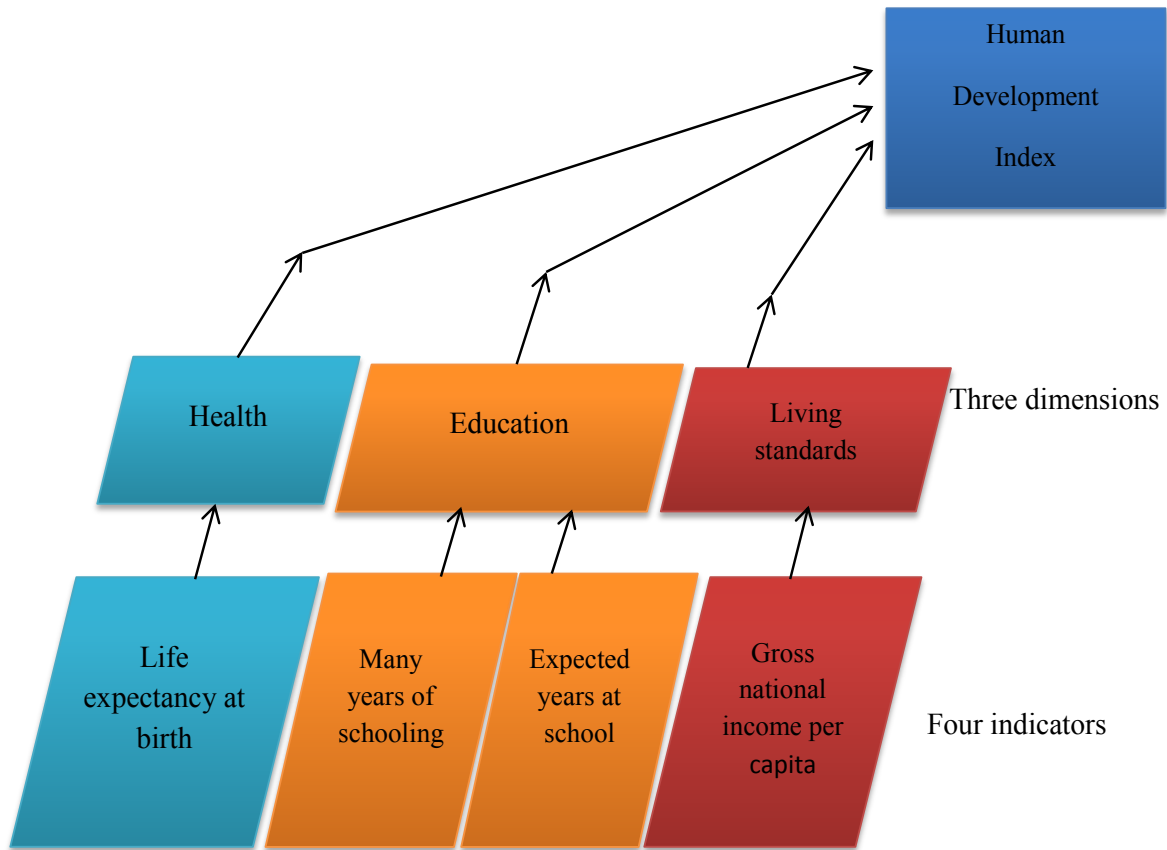 Human
Development
Index
Health
Education
Living
standards
Three dimensions
Life
expectancy at
birth
Many
years of
schooling
Expected
years at
school
Gross
national
income per
capita
Four indicators